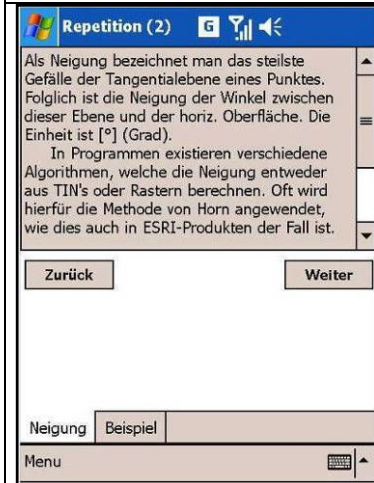 Repetition (2)
G
Als Neigung bezeichnet man das steilste
Gefälle der Tangentialebene eines Punktes.
Folglich ist die Neigung der Winkel zwischen
dieser Ebene und der horiz. Oberfläche. Die
Einheit ist [°] (Grad).
In Programmen existieren verschiedene
Algorithmen, welche die Neigung entweder
aus TIN's oder Rastern berechnen. Oft wird
hierfür die Methode von Horn angewendet,
wie dies auch in ESRI-Produkten der Fall ist.
Zurück Weiter
Neigung Beispiel
Menu